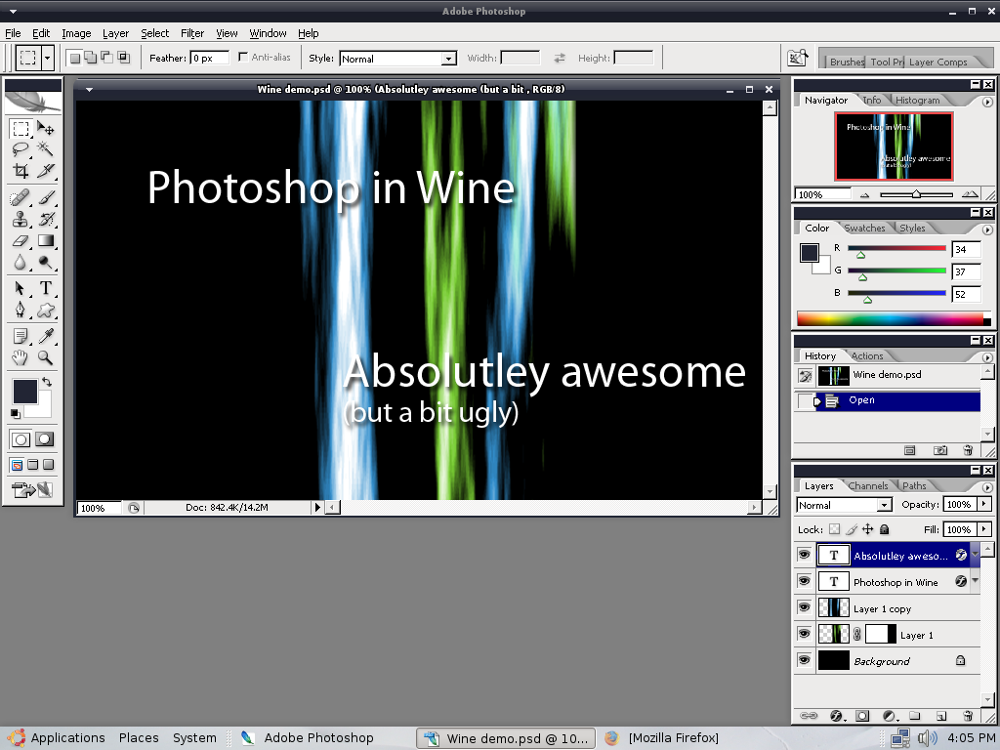 Adobe Photoshop
File Edit Image Layer Select Filter View Window Help
Feather: 0 px Anti-alias Style: Normal Width: Height: Brushes Tool Pr Layer Comps
Wine demo.psd @ 100% (Absolutley awesome (but a bit , RGB/8)
Photoshop in Wine
Absolutley awesome
(but a bit ugly)
100% Doc: 842.4K/14.2M
Navigator Info Histogram
Photoshop in Wine
Absolutley awesome
(but a bit ugly)
100%
Color Swatches Styles
R 34
G 37
B 52
History Actions
Wine demo.psd
Open
Layers Channels Paths
Normal Opacity: 100%
Lock: Fill: 100%
T Absolutley aweso...
T Photoshop in Wine
Layer 1 copy
Layer 1
Background
Applications Places System Adobe Photoshop Wine demo.psd @ 10... [Mozilla Firefox] 4:05 PM